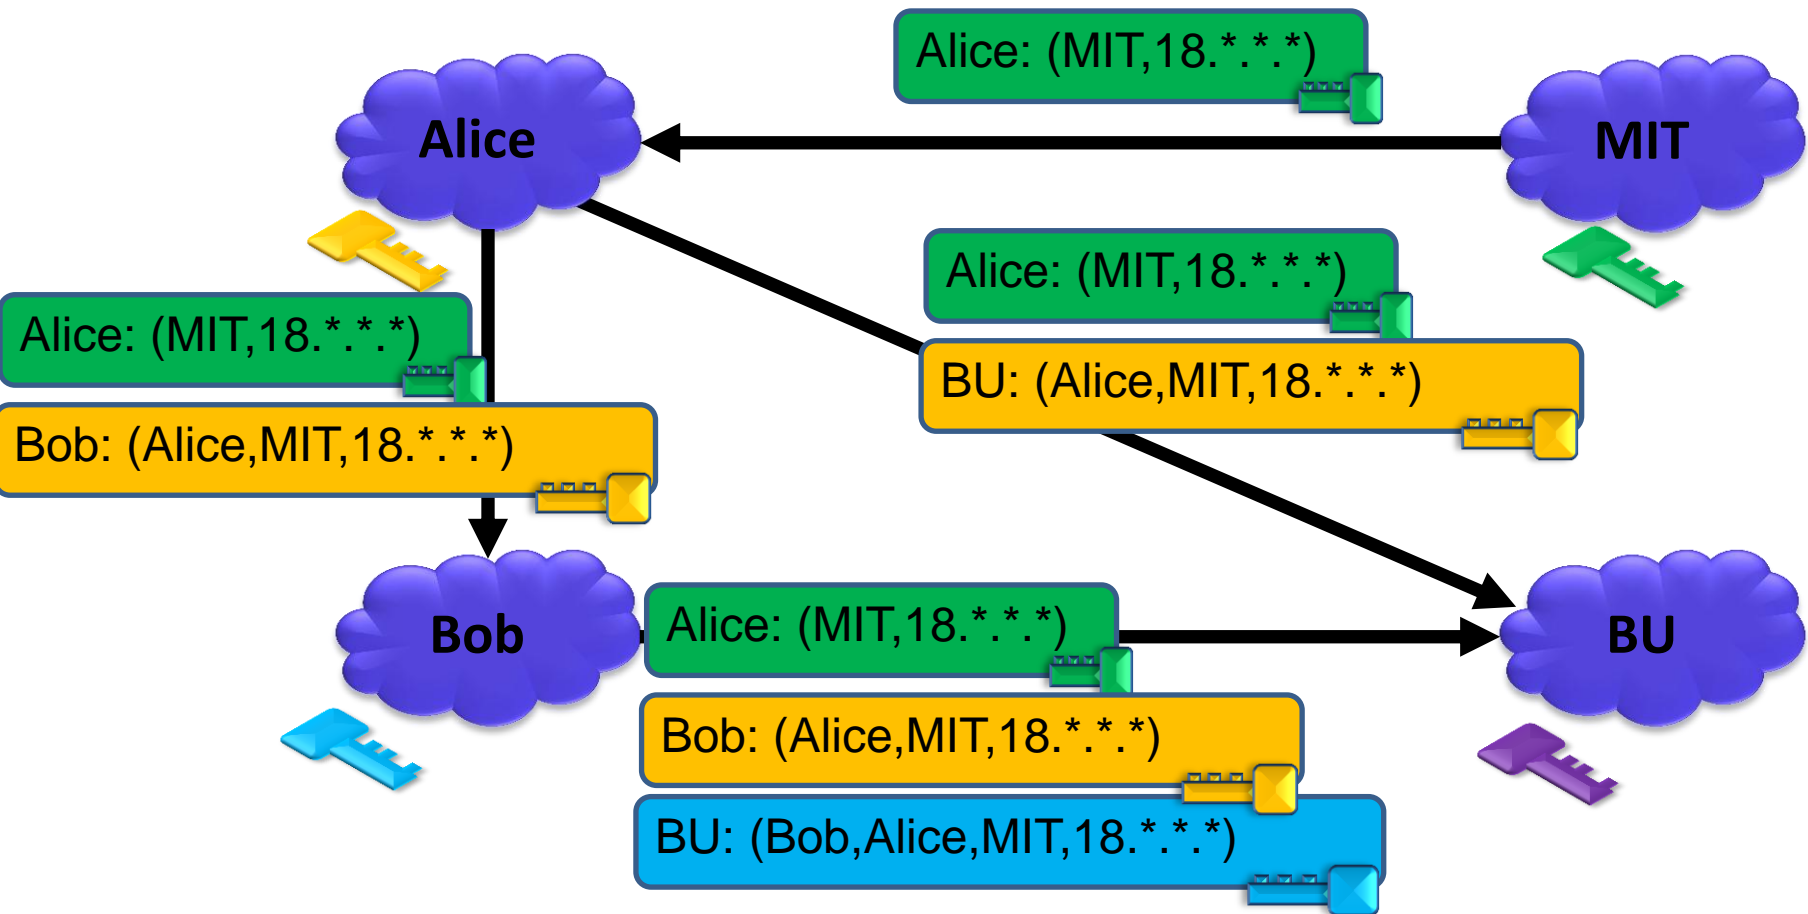 Alice: (MIT,18.*.*.*)
Alice
MIT
Alice: (MIT,18.*.*.*)
Alice: (MIT,18.*.*.*)
BU: (Alice,MIT,18.*.*.*)
Bob: (Alice,MIT,18.*.*.*)
Bob
Alice: (MIT,18.*.*.*)
BU
Bob: (Alice,MIT,18.*.*.*)
BU: (Bob,Alice,MIT,18.*.*.*)